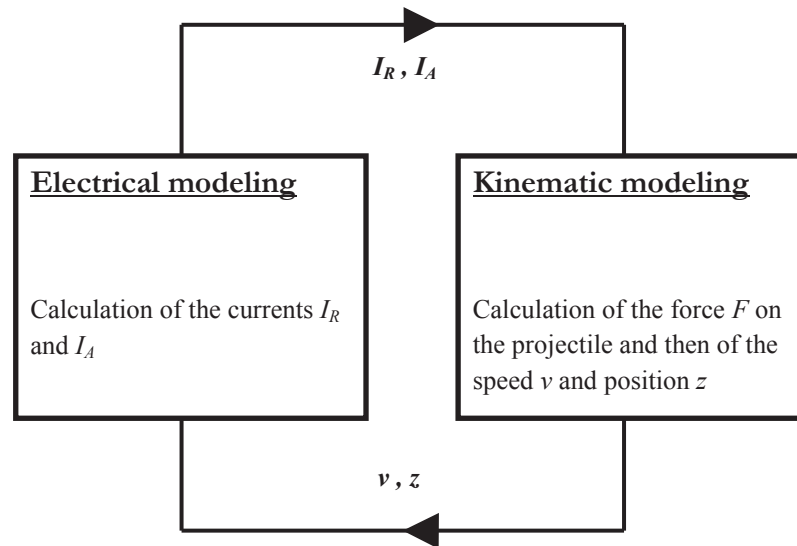 I_R , I_A
Electrical modeling
Calculation of the currents I_R
and I_A
Kinematic modeling
Calculation of the force F on
the projectile and then of the
speed v and position z
v , z